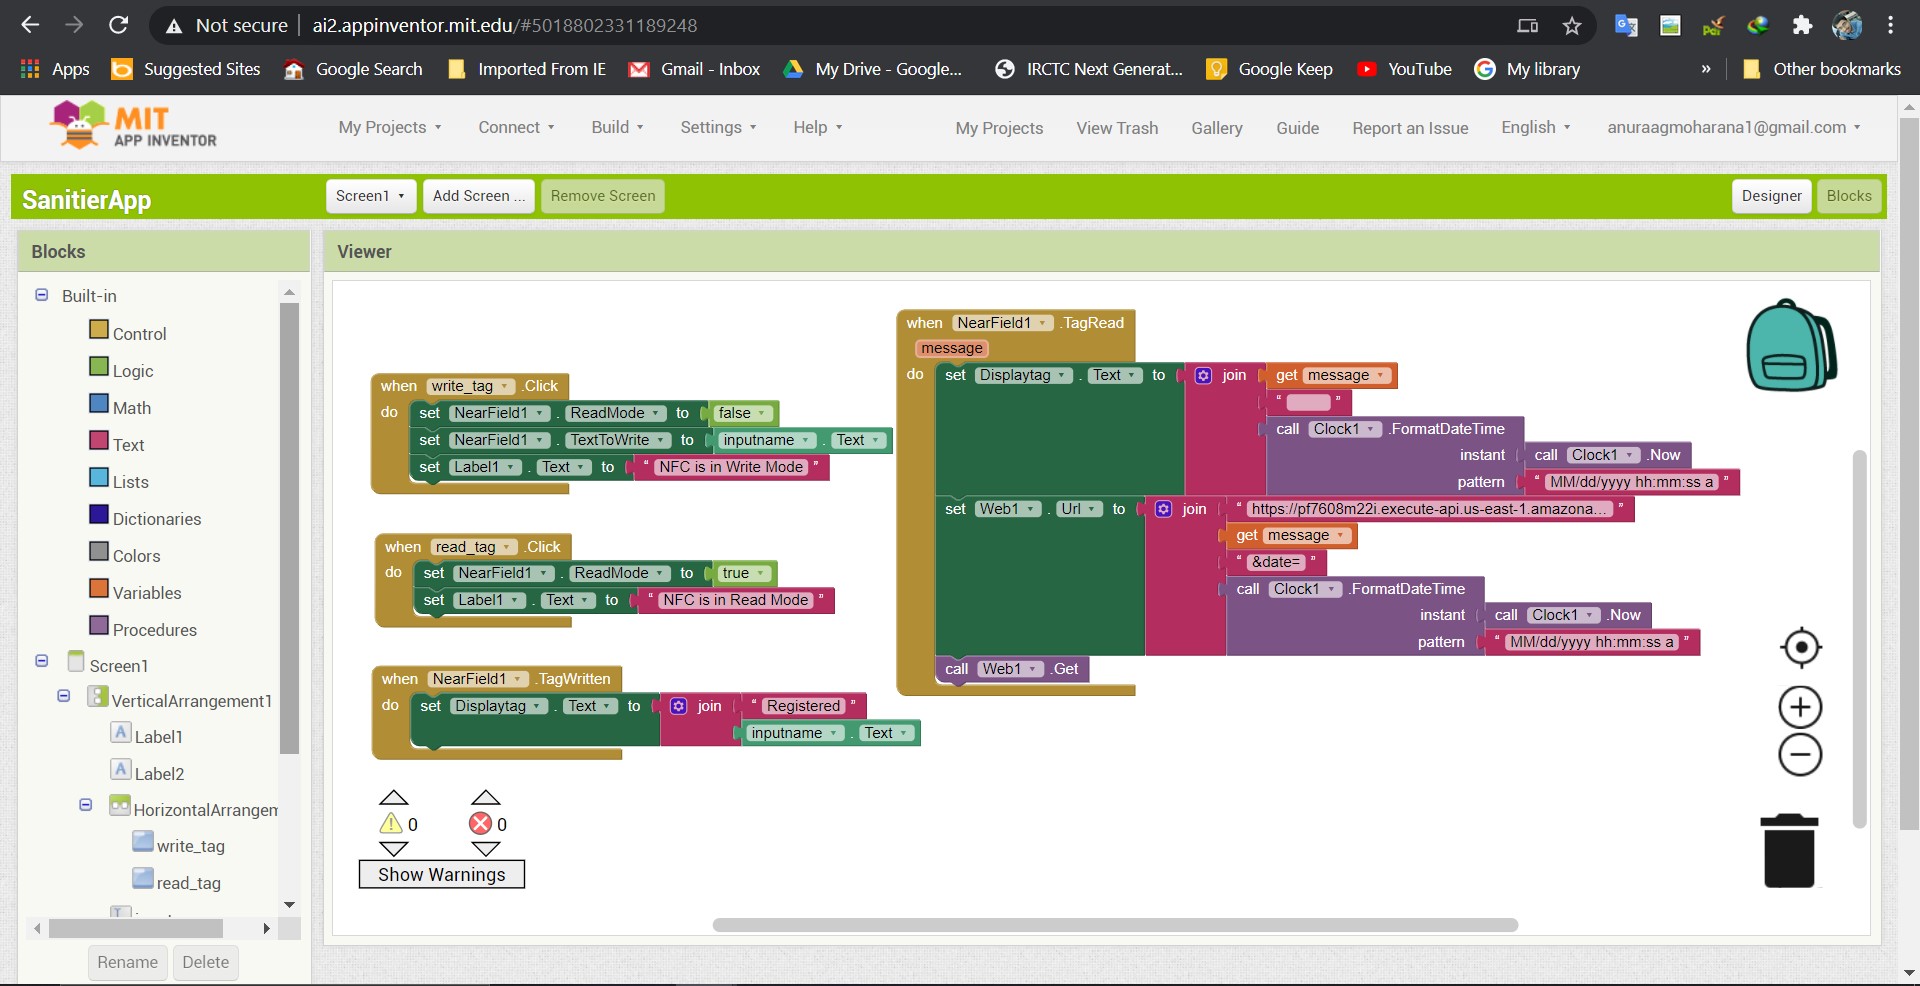 Not secure | ai2.appinventor.mit.edu/#5018802331189248
Apps Suggested Sites Google Search Imported From IE Gmail - Inbox My Drive - Google... IRCTC Next Generat... Google Keep YouTube My library » Other bookmarks
MIT
APP INVENTOR
My Projects Connect Build Settings Help My Projects View Trash Gallery Guide Report an Issue English anuraagmoharana1@gmail.com
SanitierApp Screen1 Add Screen ... Remove Screen Designer Blocks
Blocks
Built-in
Control
Logic
Math
Text
Lists
Dictionaries
Colors
Variables
Procedures
Screen1
VerticalArrangement1
Label1
Label2
HorizontalArrangem
write_tag
read_tag
Rename Delete
Viewer
when write_tag .Click
do set NearField1 . ReadMode to false
set NearField1 . TextToWrite to inputname . Text
set Label1 . Text to “ NFC is in Write Mode ”
when read_tag .Click
do set NearField1 . ReadMode to true
set Label1 . Text to “ NFC is in Read Mode ”
when NearField1 .TagWritten
do set Displaytag . Text to join “ Registered ”
inputname . Text
when NearField1 .TagRead
message
do set Displaytag . Text to join get message
“ ”
call Clock1 .FormatDateTime
instant call Clock1 .Now
pattern “ MM/dd/yyyy hh:mm:ss a ”
set Web1 . Url to join “ https://pf7608m22i.execute-api.us-east-1.amazona... ”
get message
“ &date= ”
call Clock1 .FormatDateTime
instant call Clock1 .Now
pattern “ MM/dd/yyyy hh:mm:ss a ”
call Web1 .Get
0 0
Show Warnings